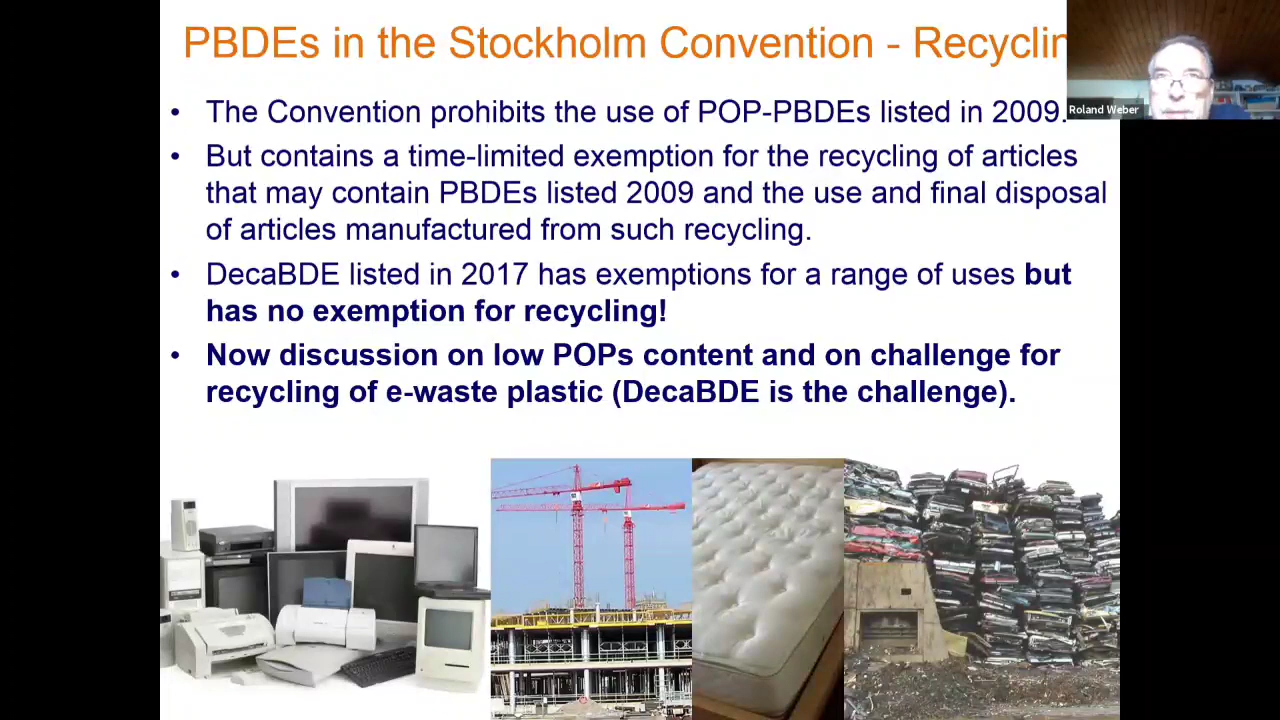 PBDEs in the Stockholm Convention - Recyclin
Roland Weber
• The Convention prohibits the use of POP-PBDEs listed in 2009.
• But contains a time-limited exemption for the recycling of articles
that may contain PBDEs listed 2009 and the use and final disposal
of articles manufactured from such recycling.
• DecaBDE listed in 2017 has exemptions for a range of uses but
has no exemption for recycling!
• Now discussion on low POPs content and on challenge for
recycling of e-waste plastic (DecaBDE is the challenge).